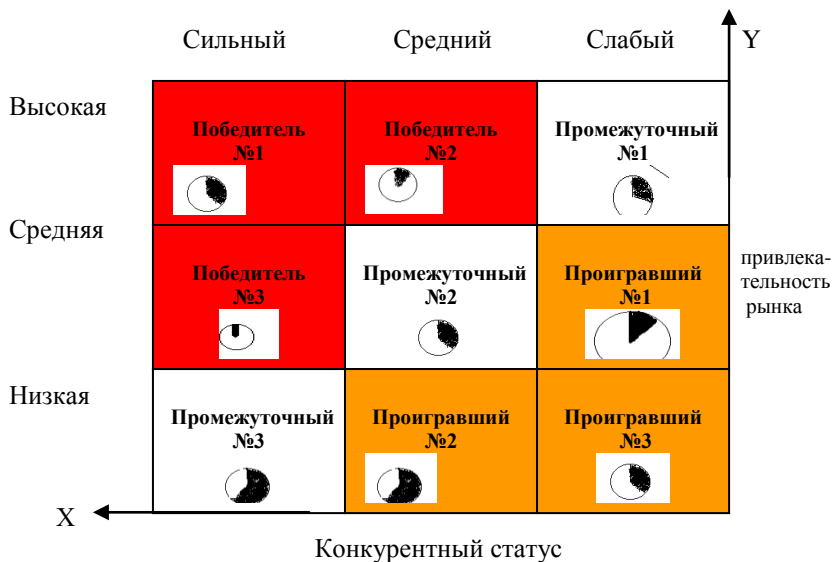 Сильный Средний Слабый Y
Высокая
Победитель
№1
Победитель
№2
Промежуточный
№1
Средняя
Победитель
№3
Промежуточный
№2
Проигравший
№1
привлека-
тельность
рынка
Низкая
Промежуточный
№3
Проигравший
№2
Проигравший
№3
X
Конкурентный статус